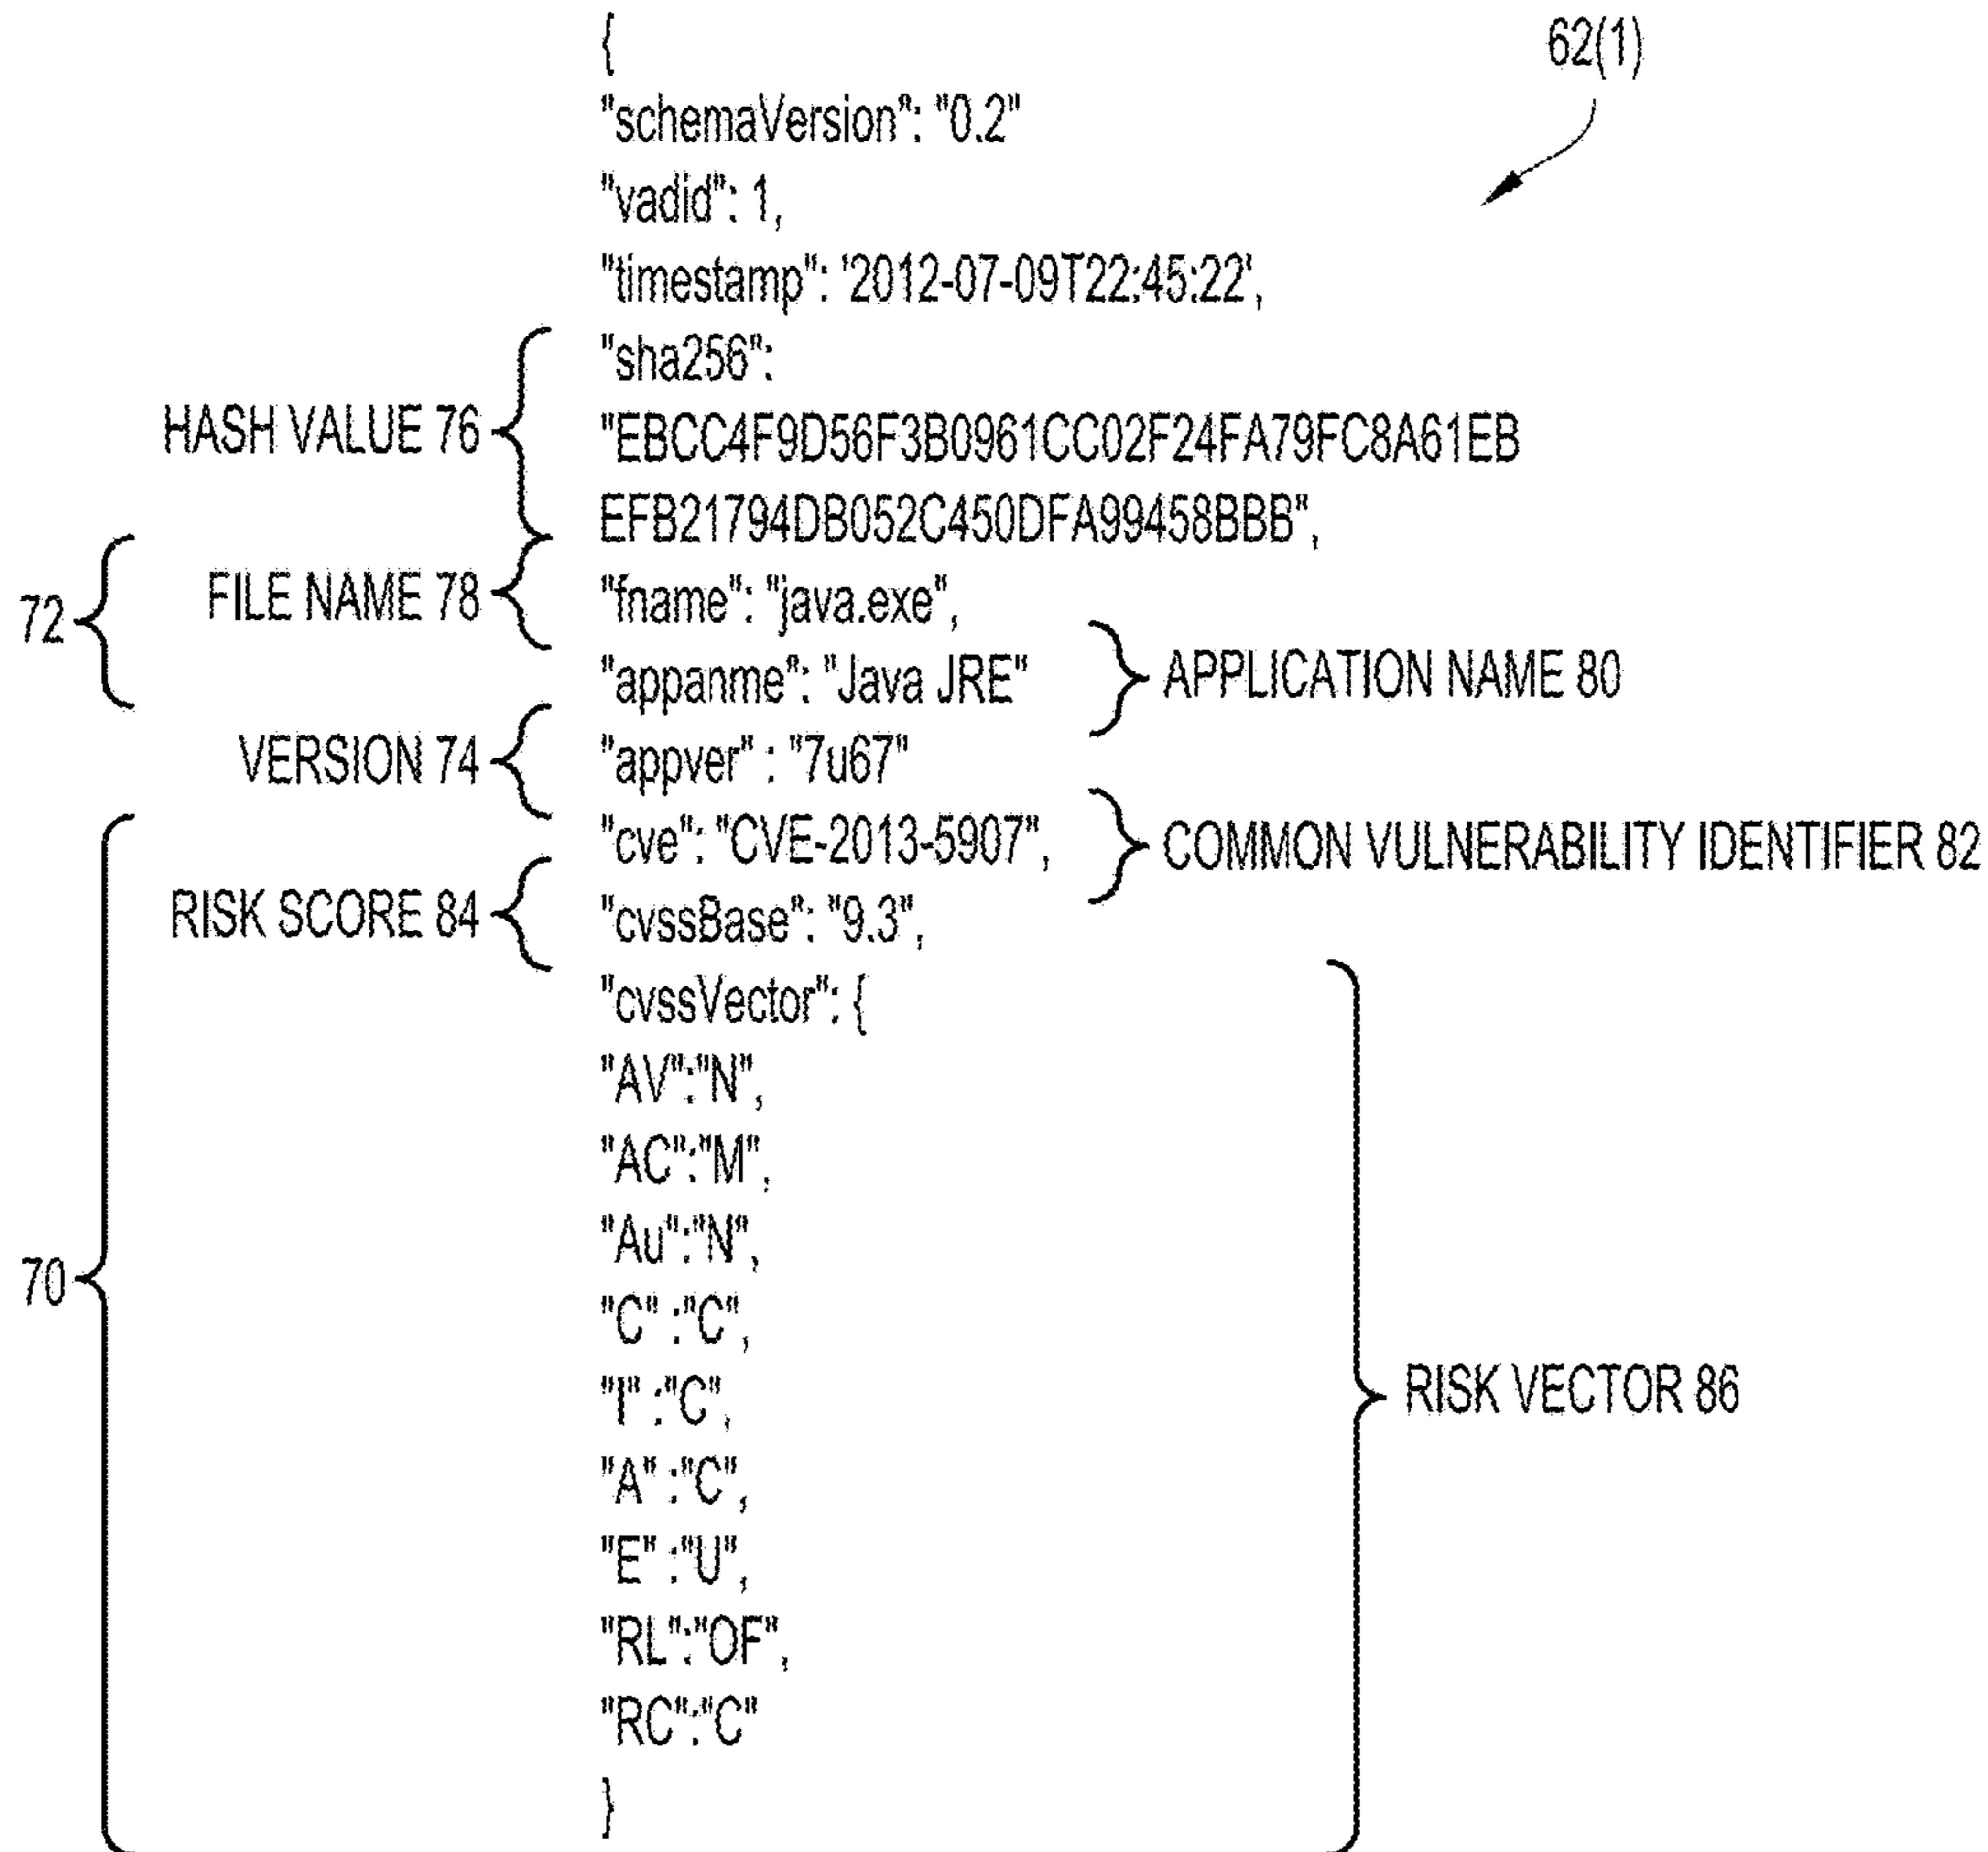 {
62(1)
"schemaVersion": "0.2"
"vadid": 1,
"timestamp": '2012-07-09T22:45:22',
"sha256":
HASH VALUE 76
"EBCC4F9D56F3B0961CC02F24FA79FC8A61EB
EFB21794DB052C450DFA99458BBB",
72
FILE NAME 78
"fname": "java.exe",
"appanme": "Java JRE"
APPLICATION NAME 80
VERSION 74
"appver" : "7u67"
"cve": "CVE-2013-5907",
COMMON VULNERABILITY IDENTIFIER 82
RISK SCORE 84
"cvssBase": "9.3",
"cvssVector": {
"AV":"N",
"AC":"M",
"Au":"N",
70
"C" :"C",
"I" :"C",
RISK VECTOR 86
"A" :"C",
"E" :"U",
"RL":"OF",
"RC":"C"
}